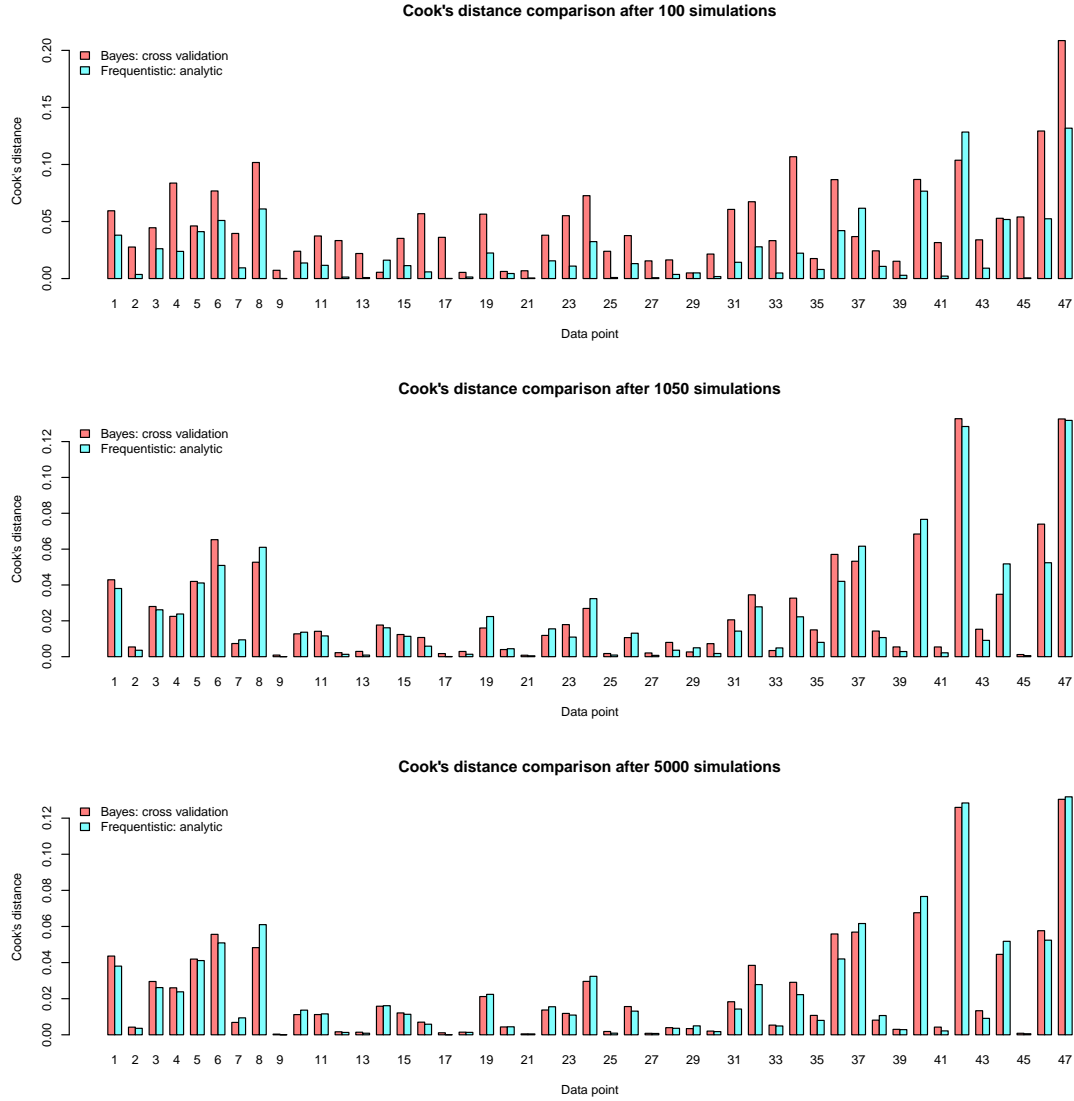 Cook's distance comparison after 100 simulations
Bayes: cross validation
Frequentistic: analytic
Cook's distance
0.00 0.05 0.10 0.15 0.20
1 2 3 4 5 6 7 8 9 11 13 15 17 19 21 23 25 27 29 31 33 35 37 39 41 43 45 47
Data point
Cook's distance comparison after 1050 simulations
Bayes: cross validation
Frequentistic: analytic
Cook's distance
0.00 0.02 0.04 0.06 0.08 0.10 0.12
1 2 3 4 5 6 7 8 9 11 13 15 17 19 21 23 25 27 29 31 33 35 37 39 41 43 45 47
Data point
Cook's distance comparison after 5000 simulations
Bayes: cross validation
Frequentistic: analytic
Cook's distance
0.00 0.02 0.04 0.06 0.08 0.10 0.12
1 2 3 4 5 6 7 8 9 11 13 15 17 19 21 23 25 27 29 31 33 35 37 39 41 43 45 47
Data point